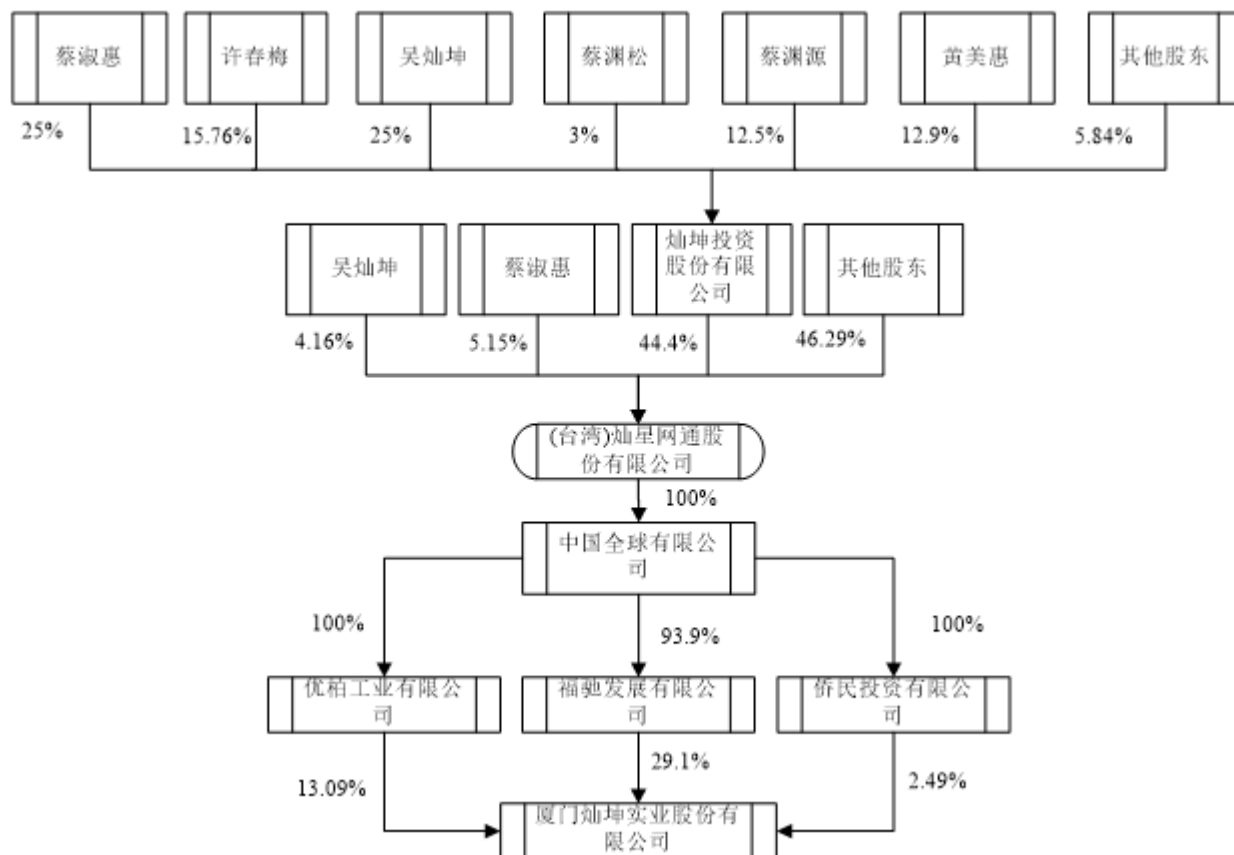 蔡淑惠
许春梅
吴灿坤
蔡渊松
蔡渊源
黄美惠
其他股东
25%
15.76%
25%
3%
12.5%
12.9%
5.84%
吴灿坤
蔡淑惠
灿坤投资
股份有限
公司
其他股东
4.16%
5.15%
44.4%
46.29%
(台湾)灿星网通股
份有限公司
100%
中国全球有限公
司
100%
93.9%
100%
优柏工业有限公
司
福驰发展有限公
司
侨民投资有限公
司
13.09%
29.1%
2.49%
厦门灿坤实业股份有
限公司